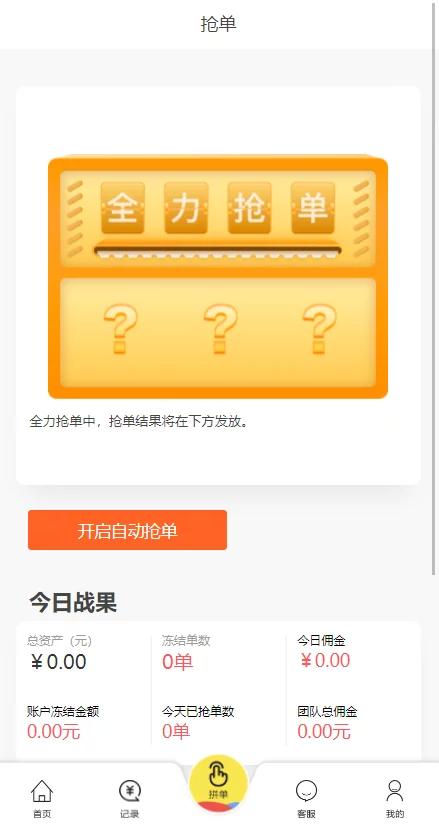 抢单
全力抢单
? ? ?
全力抢单中，抢单结果将在下方发放。
开启自动抢单
今日战果
总资产（元） 冻结单数 今日佣金
￥0.00 0单 ￥0.00
账户冻结金额 今天已抢单数 团队总佣金
0.00元 0单 0.00元
首页 记录 拼单 客服 我的